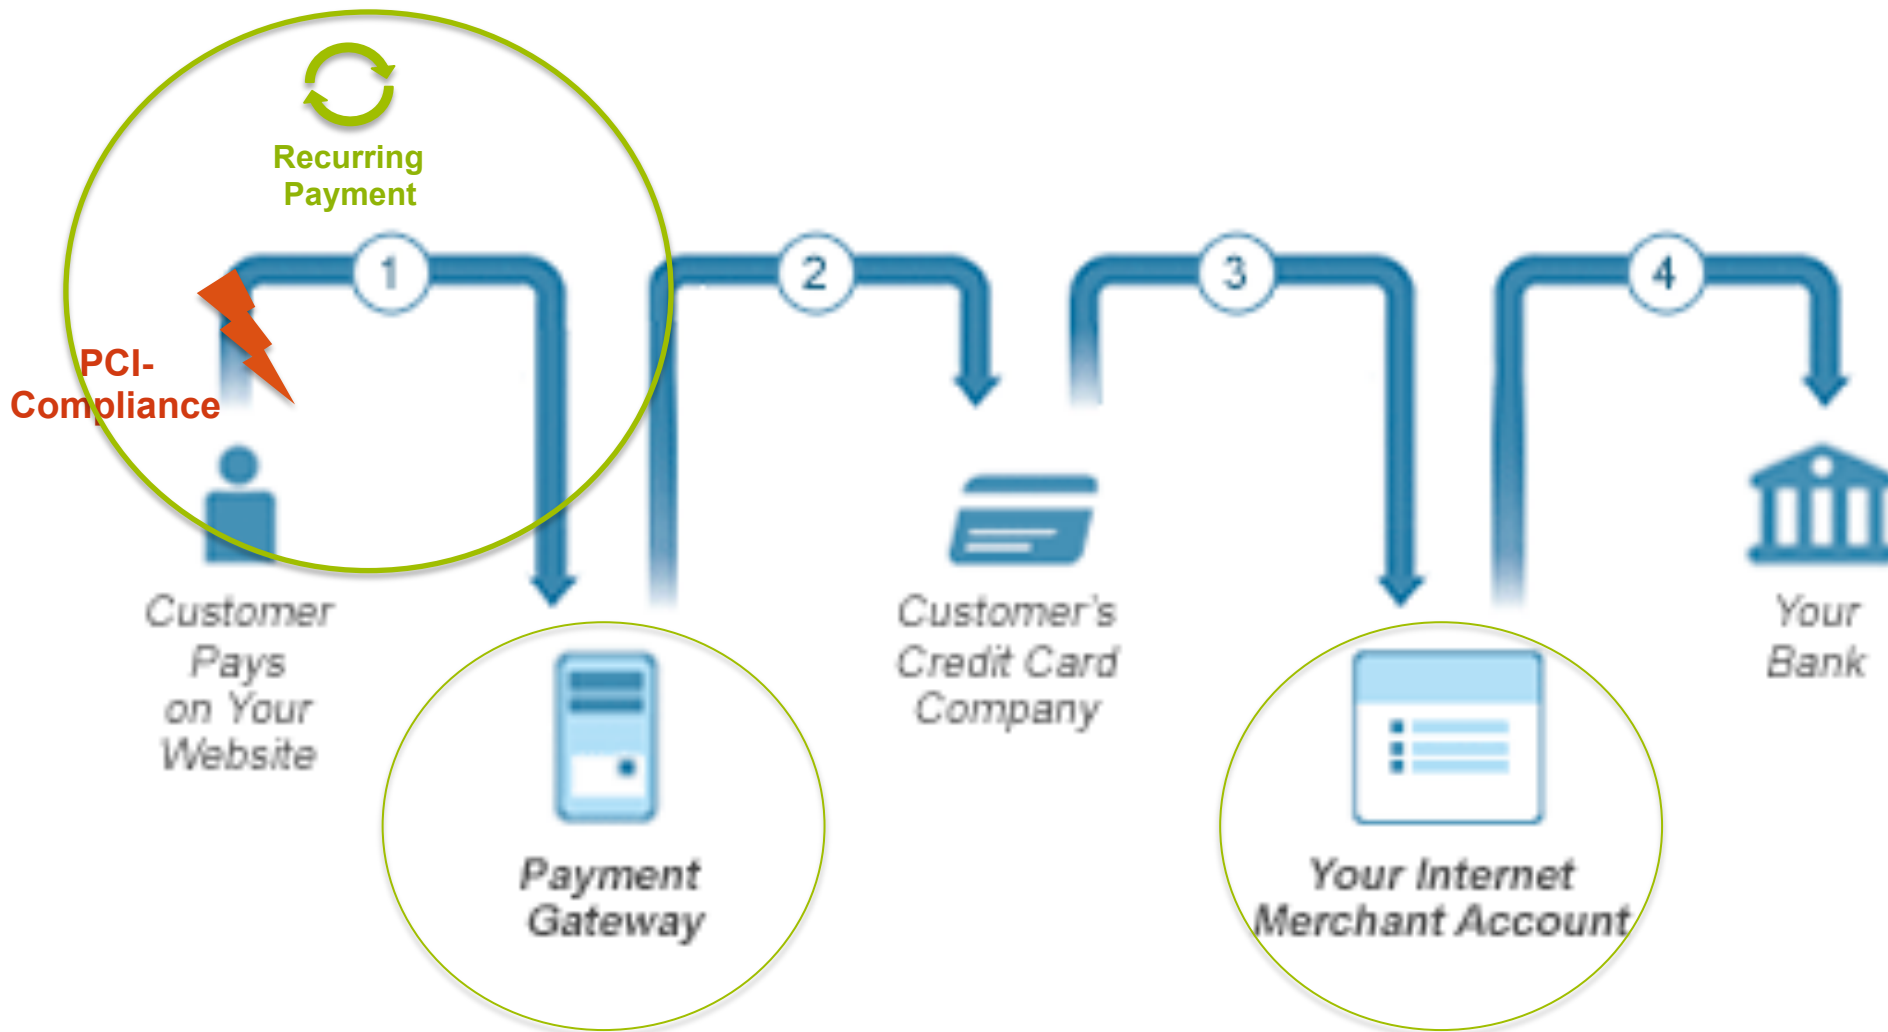 Recurring
Payment
1
2
3
4
PCI-
Compliance
Customer
Pays
on Your
Website
Customer's
Credit Card
Company
Your
Bank
Payment
Gateway
Your Internet
Merchant Account